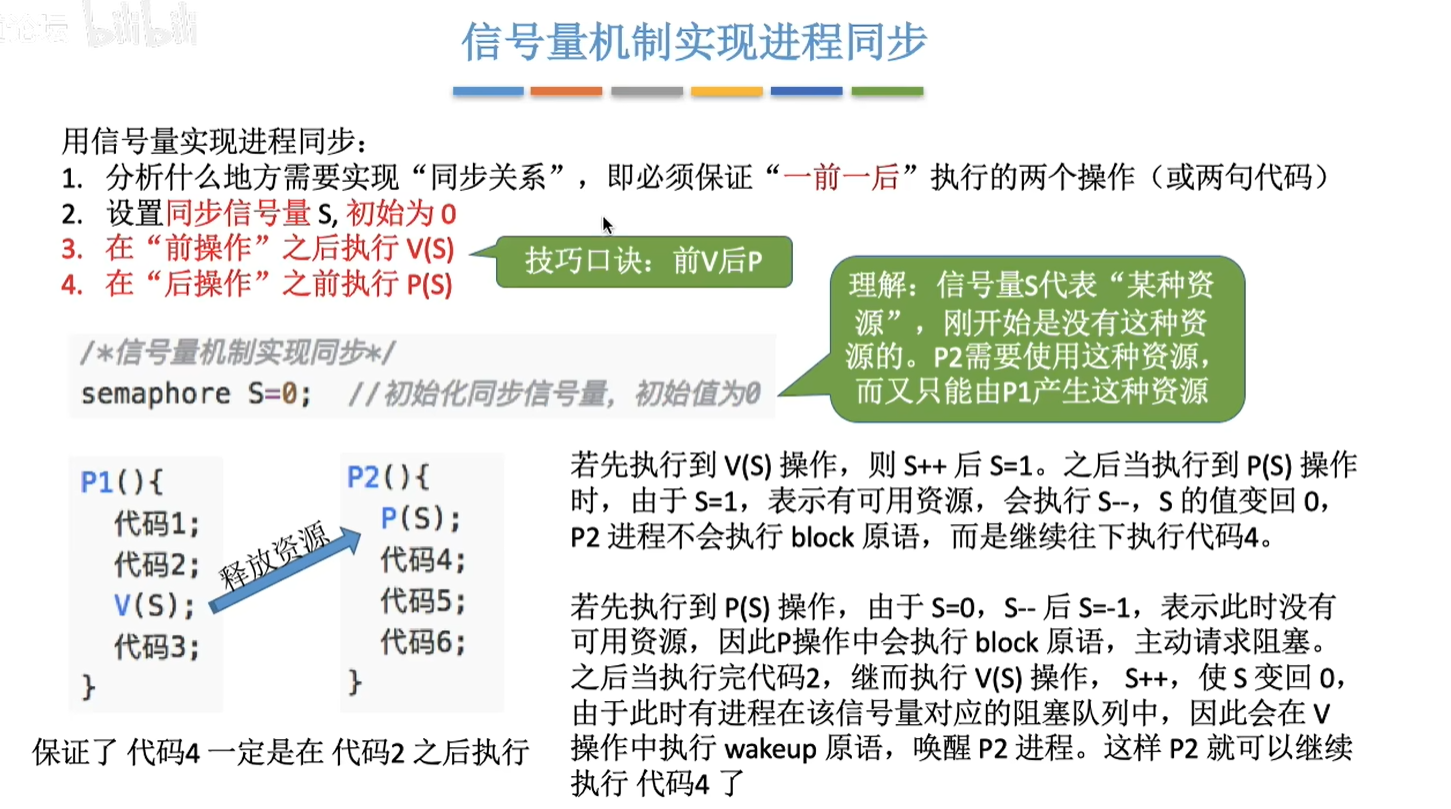 bilibili
信号量机制实现进程同步
用信号量实现进程同步：
1. 分析什么地方需要实现“同步关系”，即必须保证“一前一后”执行的两个操作（或两句代码）
2. 设置同步信号量 S, 初始为 0
3. 在“前操作”之后执行 V(S)
4. 在“后操作”之前执行 P(S)
技巧口诀：前V后P
理解：信号量S代表“某种资
源”，刚开始是没有这种资
源的。P2需要使用这种资源，
而又只能由P1产生这种资源
/*信号量机制实现同步*/
semaphore S=0; //初始化同步信号量，初始值为0
P1(){
代码1;
代码2;
V(S);
代码3;
}
释放资源
P2(){
P(S);
代码4;
代码5;
代码6;
}
保证了 代码4 一定是在 代码2 之后执行
若先执行到 V(S) 操作，则 S++ 后 S=1。之后当执行到 P(S) 操作
时，由于 S=1，表示有可用资源，会执行 S--，S 的值变回 0，
P2 进程不会执行 block 原语，而是继续往下执行代码4。
若先执行到 P(S) 操作，由于 S=0，S-- 后 S=-1，表示此时没有
可用资源，因此P操作中会执行 block 原语，主动请求阻塞。
之后当执行完代码2，继而执行 V(S) 操作， S++，使 S 变回 0，
由于此时有进程在该信号量对应的阻塞队列中，因此会在 V
操作中执行 wakeup 原语，唤醒 P2 进程。这样 P2 就可以继续
执行 代码4 了